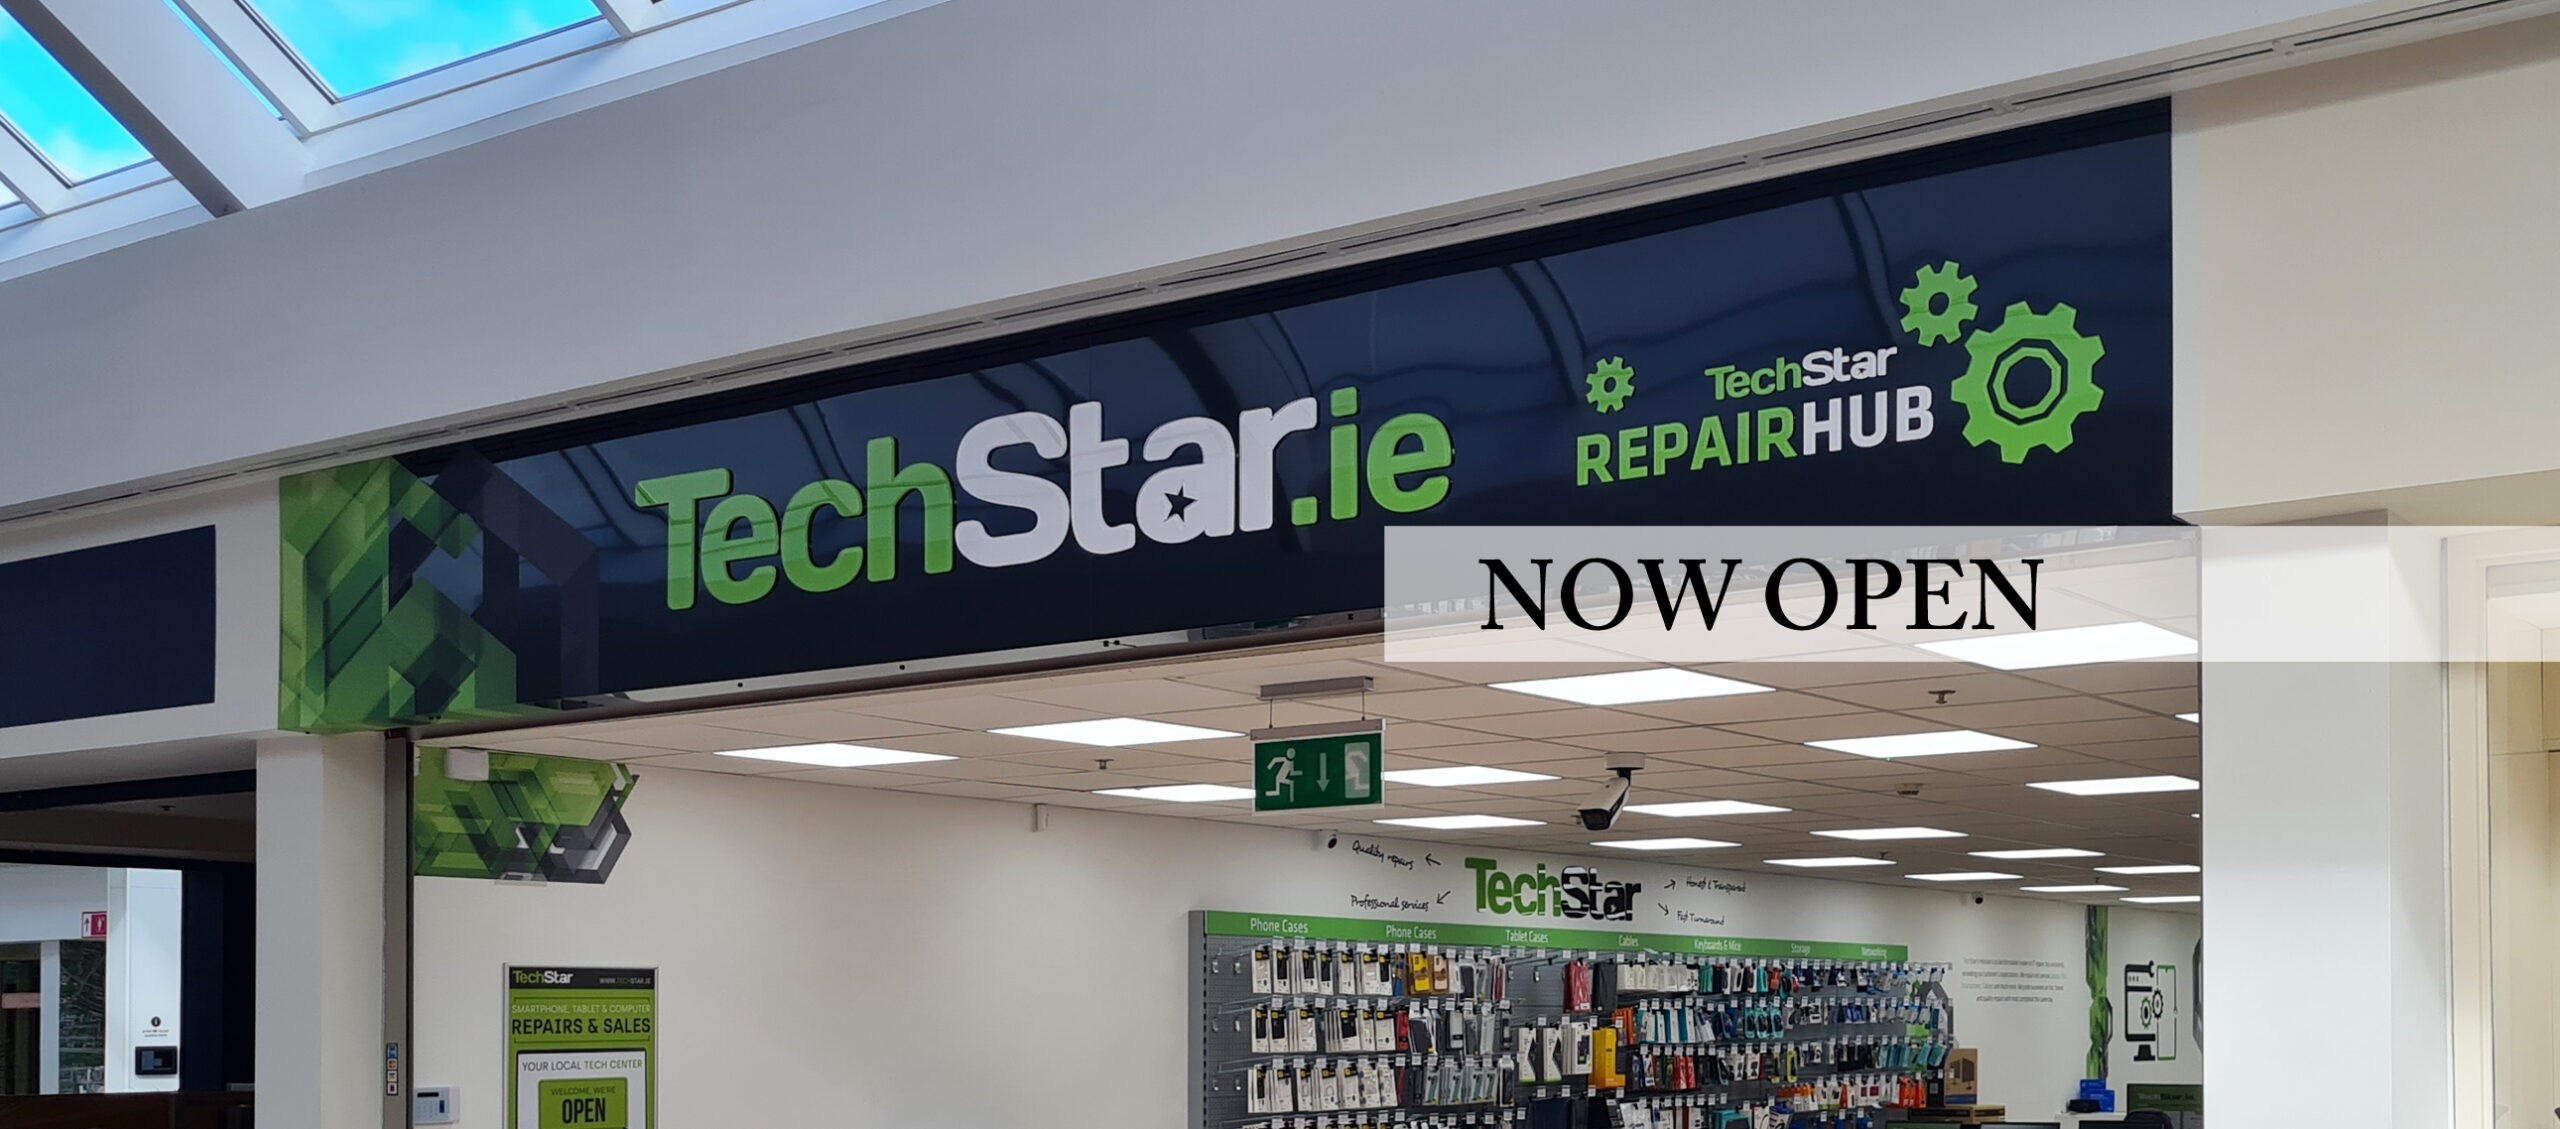 TechStar.ie
TechStar
REPAIRHUB
NOW OPEN
Quality repairs
Professional services
TechStar
Honest & Transparent
Fast Turnaround
Phone Cases
Phone Cases
Tablet Cases
Cables
Keyboards & Mice
Storage
Networking
TechStar
WWW.TECHSTAR.IE
SMARTPHONE, TABLET & COMPUTER
REPAIRS & SALES
YOUR LOCAL TECH CENTER
WELCOME, WE'RE
OPEN